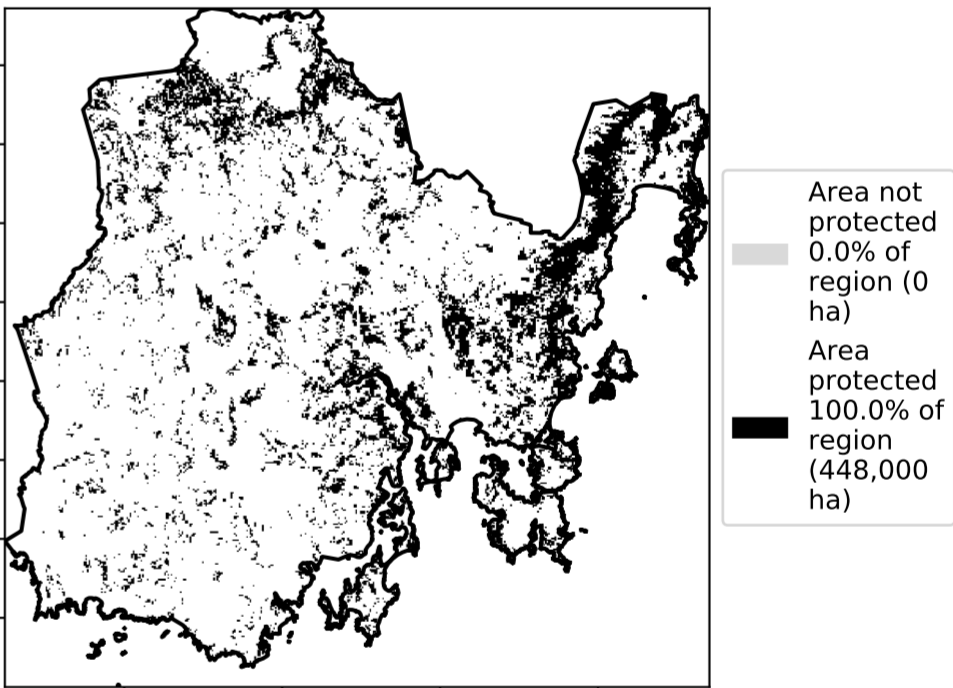 Area not
protected
0.0% of
region (0
ha)
Area
protected
100.0% of
region
(448,000
ha)